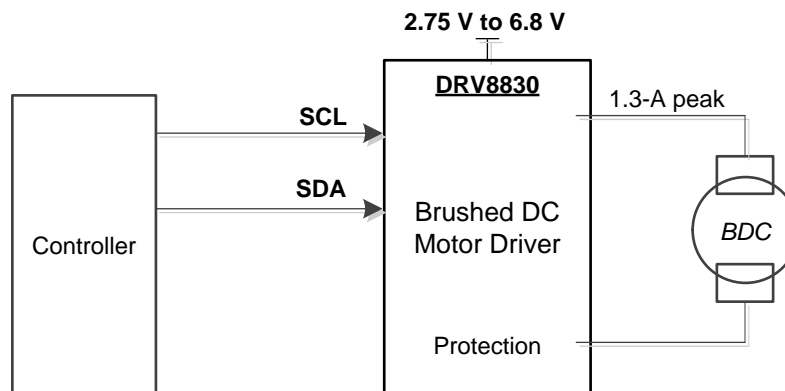 2.75 V to 6.8 V
DRV8830
1.3-A peak
SCL
SDA
Controller
Brushed DC
Motor Driver
BDC
Protection